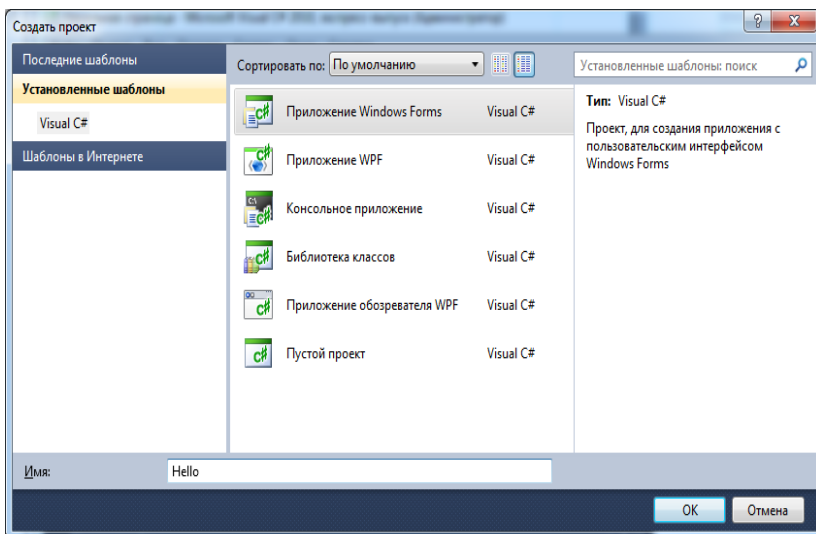 Создать проект
Последние шаблоны
Установленные шаблоны
Visual C#
Шаблоны в Интернете
Сортировать по: По умолчанию
Приложение Windows Forms Visual C#
Приложение WPF Visual C#
Консольное приложение Visual C#
Библиотека классов Visual C#
Приложение обозревателя WPF Visual C#
Пустой проект Visual C#
Установленные шаблоны: поиск
Тип: Visual C#
Проект, для создания приложения с
пользовательским интерфейсом
Windows Forms
Имя: Hello
OK Отмена